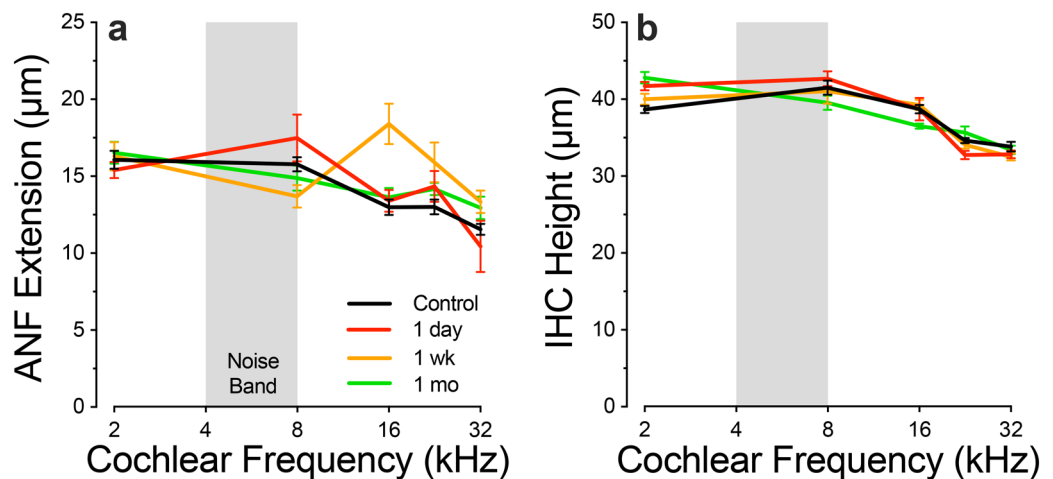 a
ANF Extension (µm)
25
20
15
10
5
0
Noise
Band
Control
1 day
1 wk
1 mo
2
4
8
16
32
Cochlear Frequency (kHz)
b
IHC Height (µm)
50
40
30
20
10
0
2
4
8
16
32
Cochlear Frequency (kHz)